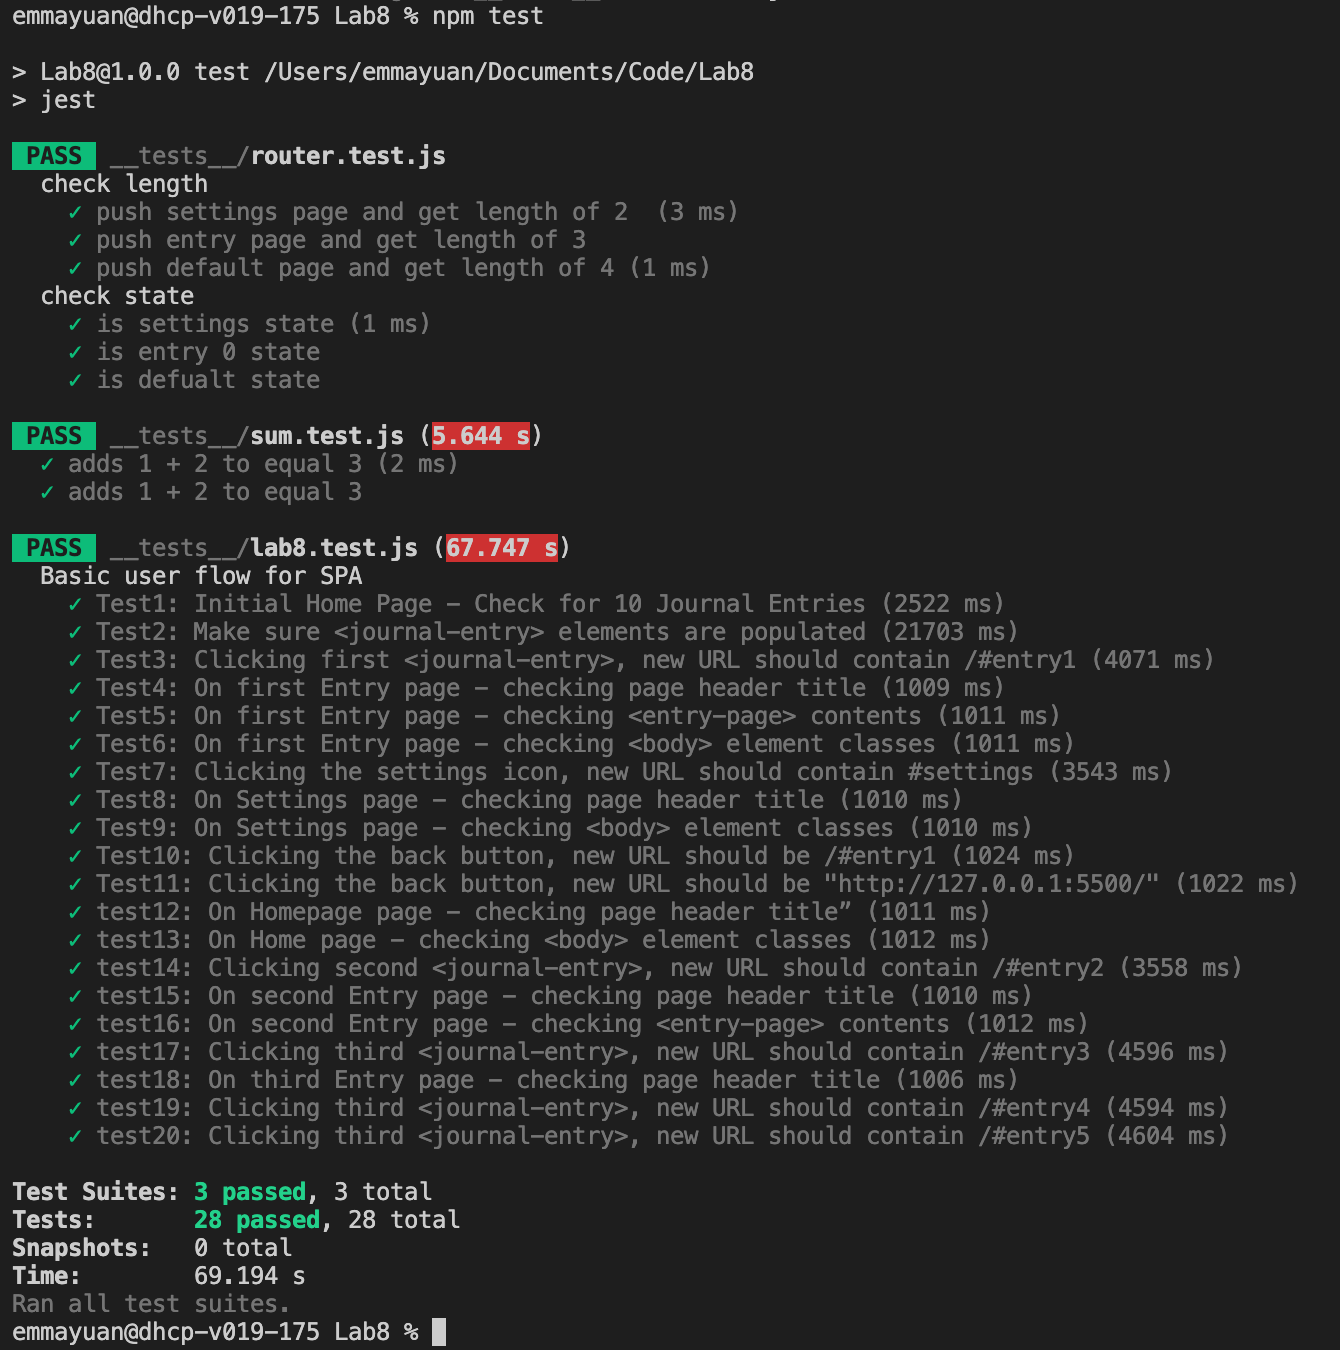 emmayuan@dhcp-v019-175 Lab8 % npm test
> Lab8@1.0.0 test /Users/emmayuan/Documents/Code/Lab8
> jest
PASS __tests__/router.test.js
check length
✓ push settings page and get length of 2  (3 ms)
✓ push entry page and get length of 3
✓ push default page and get length of 4 (1 ms)
check state
✓ is settings state (1 ms)
✓ is entry 0 state
✓ is defualt state
PASS __tests__/sum.test.js (5.644 s)
✓ adds 1 + 2 to equal 3 (2 ms)
✓ adds 1 + 2 to equal 3
PASS __tests__/lab8.test.js (67.747 s)
Basic user flow for SPA
✓ Test1: Initial Home Page – Check for 10 Journal Entries (2522 ms)
✓ Test2: Make sure <journal-entry> elements are populated (21703 ms)
✓ Test3: Clicking first <journal-entry>, new URL should contain /#entry1 (4071 ms)
✓ Test4: On first Entry page – checking page header title (1009 ms)
✓ Test5: On first Entry page – checking <entry-page> contents (1011 ms)
✓ Test6: On first Entry page – checking <body> element classes (1011 ms)
✓ Test7: Clicking the settings icon, new URL should contain #settings (3543 ms)
✓ Test8: On Settings page – checking page header title (1010 ms)
✓ Test9: On Settings page – checking <body> element classes (1010 ms)
✓ Test10: Clicking the back button, new URL should be /#entry1 (1024 ms)
✓ Test11: Clicking the back button, new URL should be "http://127.0.0.1:5500/" (1022 ms)
✓ test12: On Homepage page – checking page header title” (1011 ms)
✓ test13: On Home page – checking <body> element classes (1012 ms)
✓ test14: Clicking second <journal-entry>, new URL should contain /#entry2 (3558 ms)
✓ test15: On second Entry page – checking page header title (1010 ms)
✓ test16: On second Entry page – checking <entry-page> contents (1012 ms)
✓ test17: Clicking third <journal-entry>, new URL should contain /#entry3 (4596 ms)
✓ test18: On third Entry page – checking page header title (1006 ms)
✓ test19: Clicking third <journal-entry>, new URL should contain /#entry4 (4594 ms)
✓ test20: Clicking third <journal-entry>, new URL should contain /#entry5 (4604 ms)
Test Suites: 3 passed, 3 total
Tests:       28 passed, 28 total
Snapshots:   0 total
Time:        69.194 s
Ran all test suites.
emmayuan@dhcp-v019-175 Lab8 %